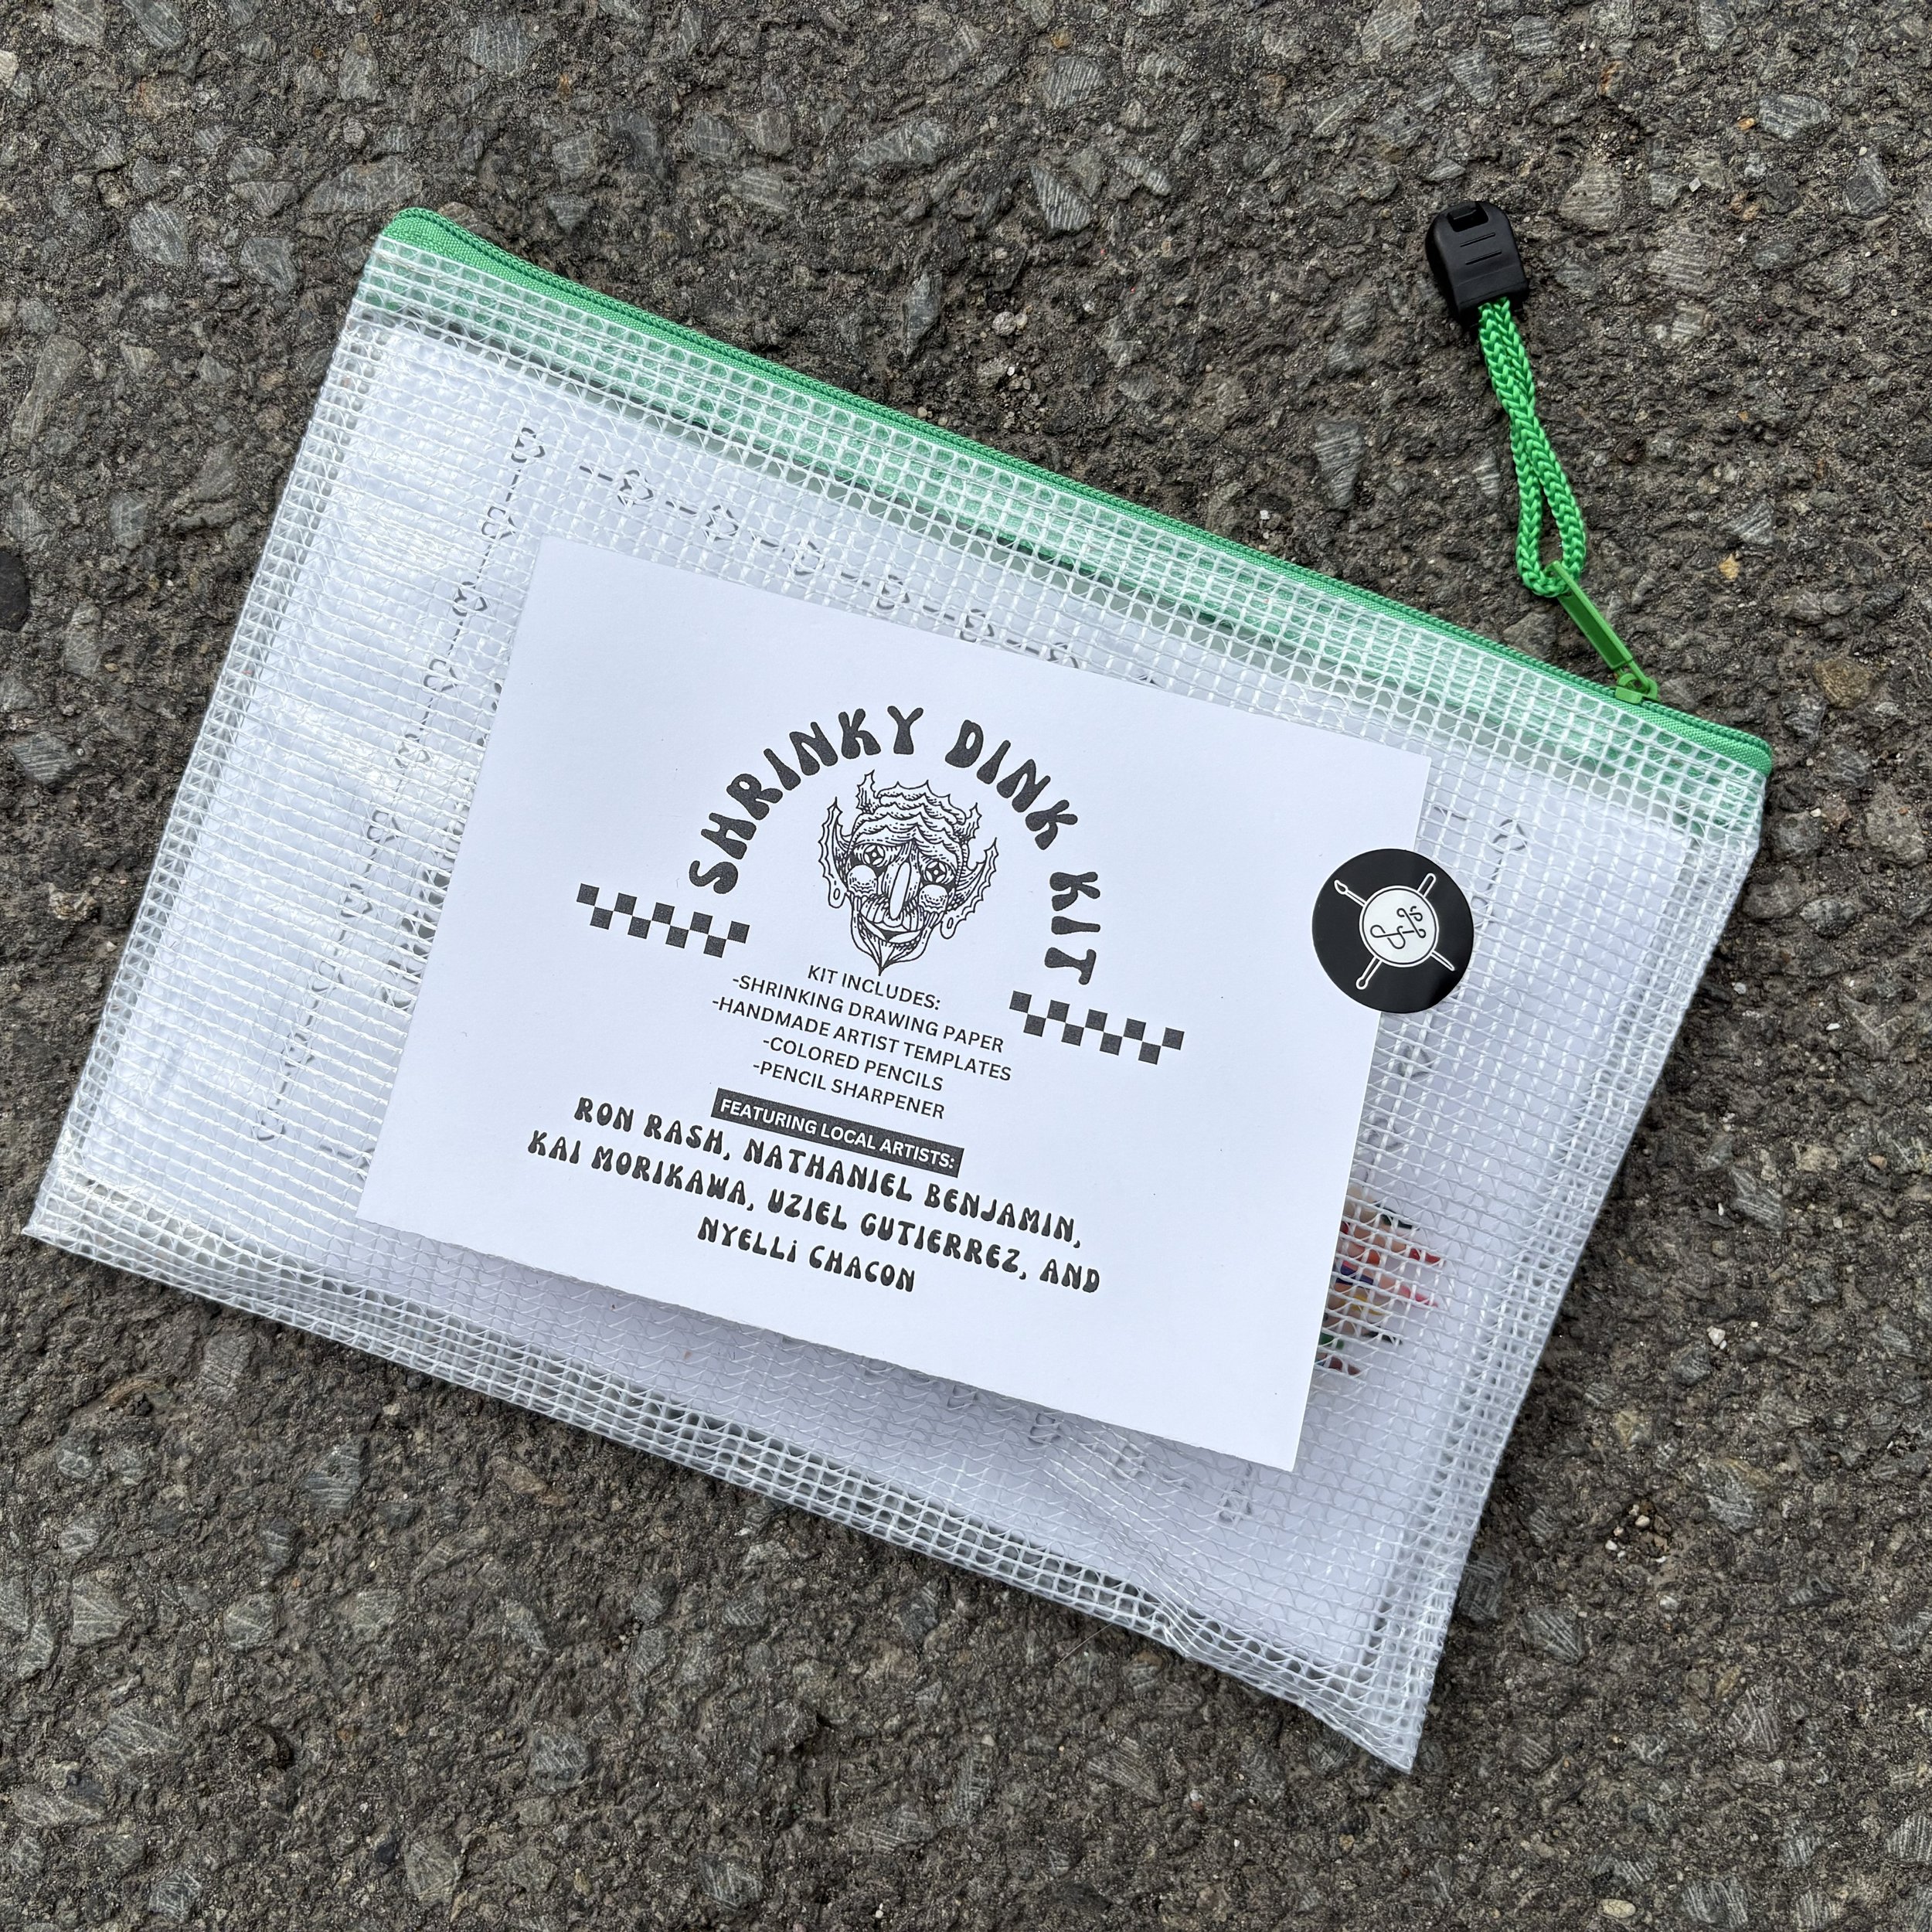 SHRINKY DINK KIT
KIT INCLUDES:
-SHRINKING DRAWING PAPER
-HANDMADE ARTIST TEMPLATES
-COLORED PENCILS
-PENCIL SHARPENER
FEATURING LOCAL ARTISTS:
RON RASH, NATHANIEL BENJAMIN,
KAI MORIKAWA, UZIEL GUTIERREZ, AND
NYELLi CHACON